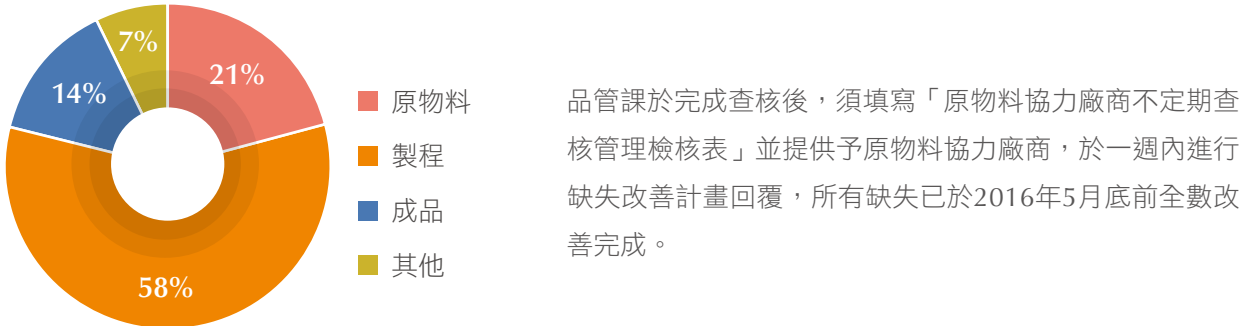 7%
21%
14%
58%
原物料
製程
成品
其他
品管課於完成查核後，須填寫「原物料協力廠商不定期查
核管理檢核表」並提供予原物料協力廠商，於一週內進行
缺失改善計畫回覆，所有缺失已於2016年5月底前全數改
善完成。